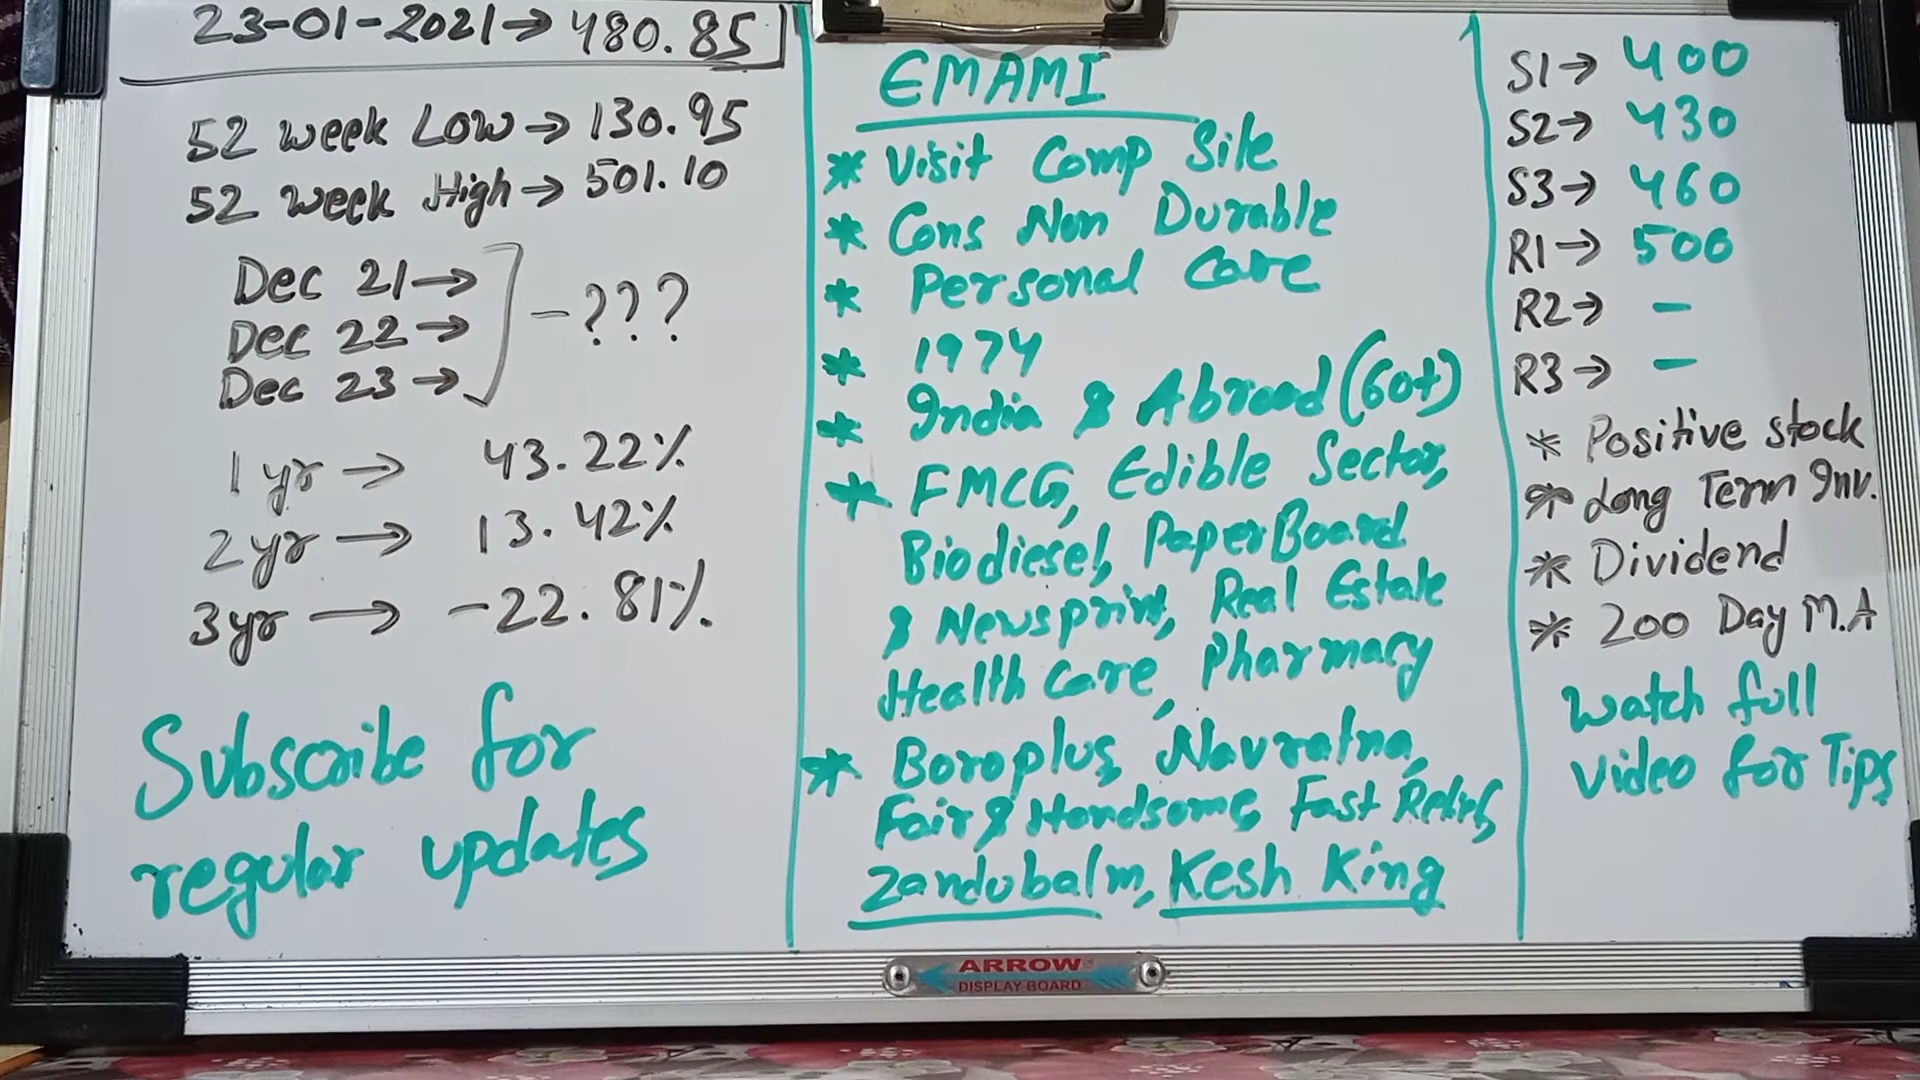 23-01-2021→480.85
52 week Low→130.95
52 week High→501.10
Dec 21→
Dec 22→ -???
Dec 23→
1 yr → 43.22%
2 yr → 13.42%
3 yr → -22.81%
Subscribe for
regular updates
EMAMI
* Visit Comp Site
* Cons Non Durable
* Personal Care
* 1974
* India & Abroad (60+)
* FMCG, Edible Sector,
Biodiesel, PaperBoard
& Newsprint, Real Estate
Health Care, Pharmacy
* Boroplus, Navratna,
Fair & Handsome, Fast Relief,
Zandubalm, Kesh King
S1→ 400
S2→ 430
S3→ 460
R1→ 500
R2→ -
R3→ -
* Positive stock
* Long Term Inv.
* Dividend
* 200 Day M.A
Watch full
video for Tips
ARROW
DISPLAY BOARD